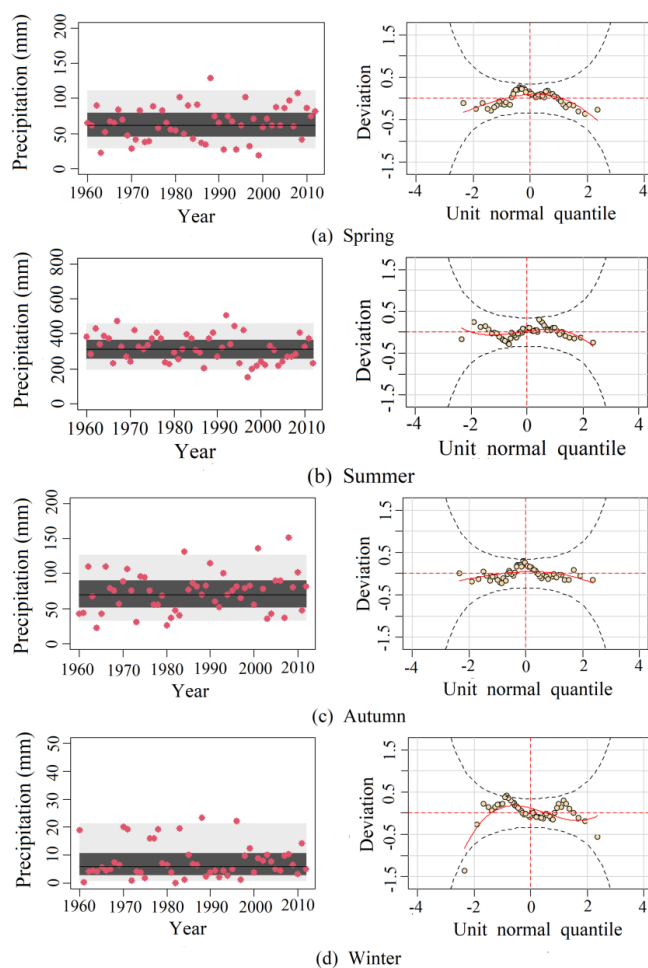 Precipitation (mm)
200
150
100
50
0
1960 1970 1980 1990 2000 2010
Year
Deviation
1.5
0.5
-0.5
-1.5
-4 -2 0 2 4
Unit normal quantile
(a) Spring
Precipitation (mm)
800
600
400
200
0
1960 1970 1980 1990 2000 2010
Year
Deviation
1.5
0.5
-0.5
-1.5
-4 -2 0 2 4
Unit normal quantile
(b) Summer
Precipitation (mm)
200
150
100
50
0
1960 1970 1980 1990 2000 2010
Year
Deviation
1.5
0.5
-0.5
-1.5
-4 -2 0 2 4
Unit normal quantile
(c) Autumn
Precipitation (mm)
50
40
30
20
10
0
1960 1970 1980 1990 2000 2010
Year
Deviation
1.5
0.5
-0.5
-1.5
-4 -2 0 2 4
Unit normal quantile
(d) Winter